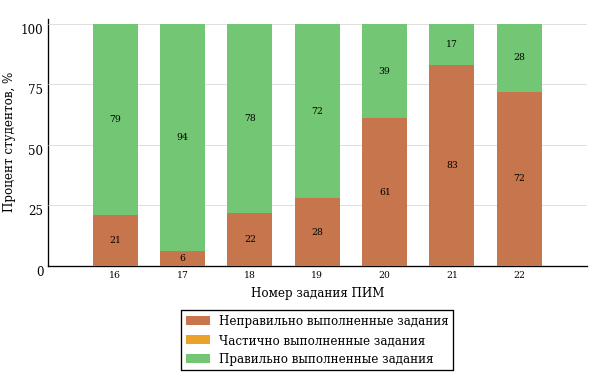 100
75
50
25
0
Процент студентов, %
79 94 78 72 39 17 28
21 6 22 28 61 83 72
16 17 18 19 20 21 22
Номер задания ПИМ
Неправильно выполненные задания
Частично выполненные задания
Правильно выполненные задания